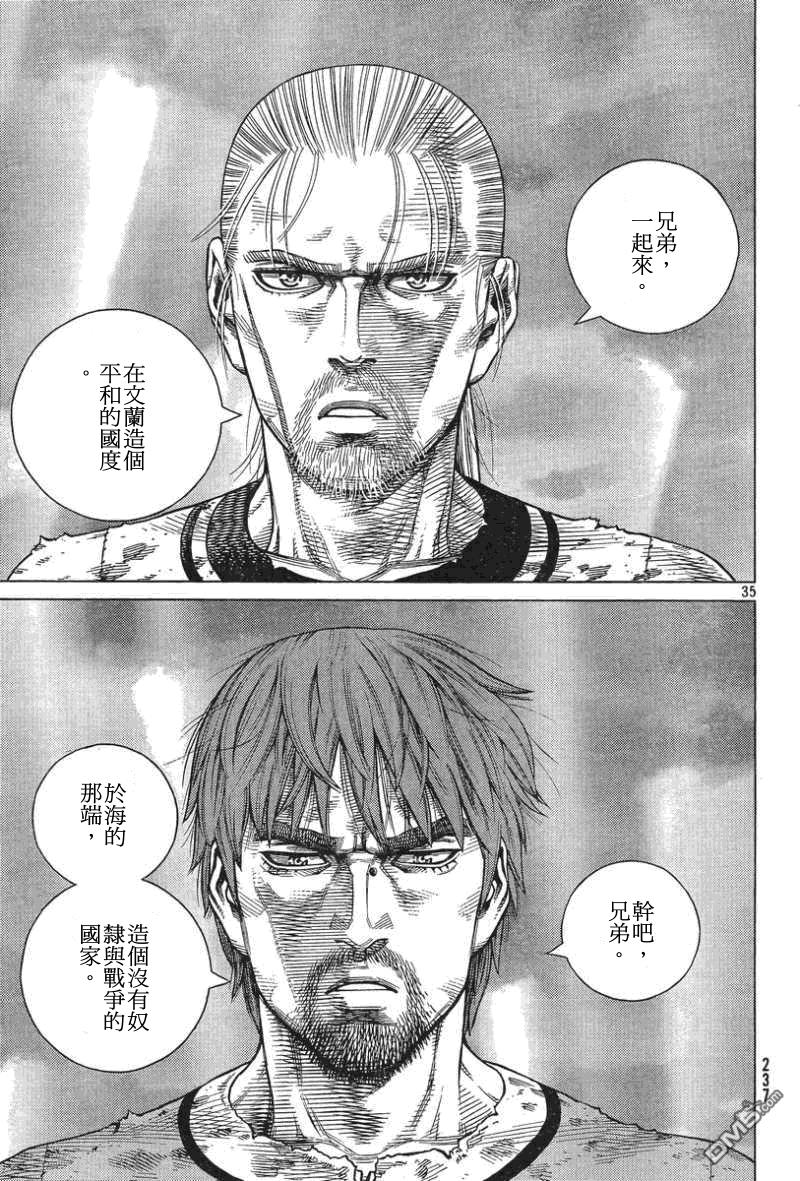 兄弟，
一起來。
在文蘭造個
平和的國度
。
35
幹吧，
兄弟。
於海的
那端，
造個沒有奴
隸與戰爭的
國家。
237
DM5.com